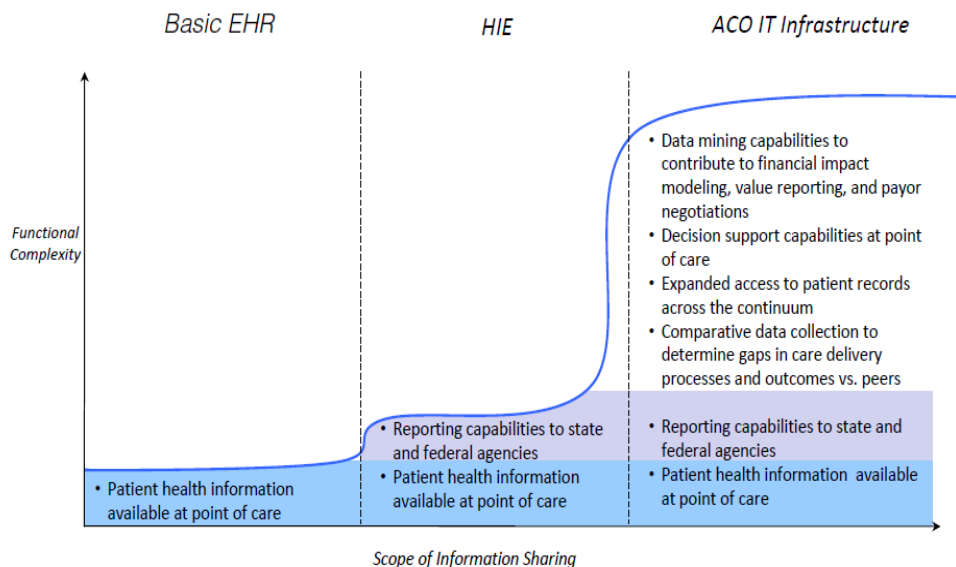 Basic EHR
HIE
ACO IT Infrastructure
Functional
Complexity
• Patient health information
available at point of care
• Reporting capabilities to state
and federal agencies
• Patient health information
available at point of care
• Data mining capabilities to
contribute to financial impact
modeling, value reporting, and payor
negotiations
• Decision support capabilities at point
of care
• Expanded access to patient records
across the continuum
• Comparative data collection to
determine gaps in care delivery
processes and outcomes vs. peers
• Reporting capabilities to state and
federal agencies
• Patient health information available
at point of care
Scope of Information Sharing